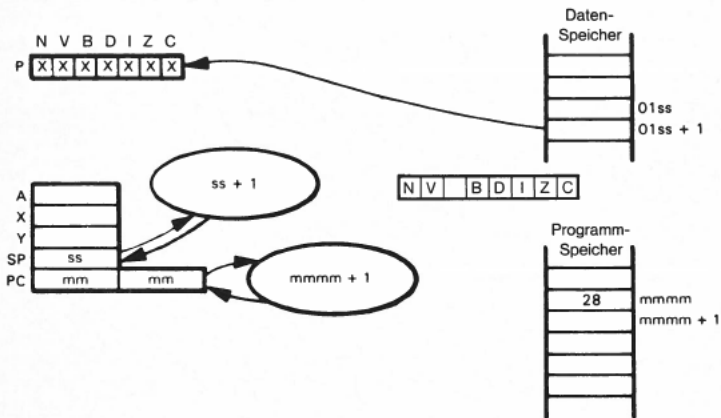 Daten-
Speicher
N V B D I Z C
P X X X X X X X
01ss
01ss + 1
ss + 1
N V B D I Z C
A
X
Y
SP ss
PC mm mm
mmmm + 1
Programm-
Speicher
28 mmmm
mmmm + 1